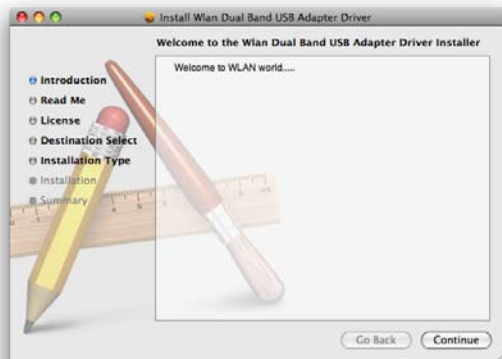 Install Wlan Dual Band USB Adapter Driver
Welcome to the Wlan Dual Band USB Adapter Driver Installer
Welcome to WLAN world.....
Introduction
Read Me
License
Destination Select
Installation Type
Installation
Summary
Go Back
Continue